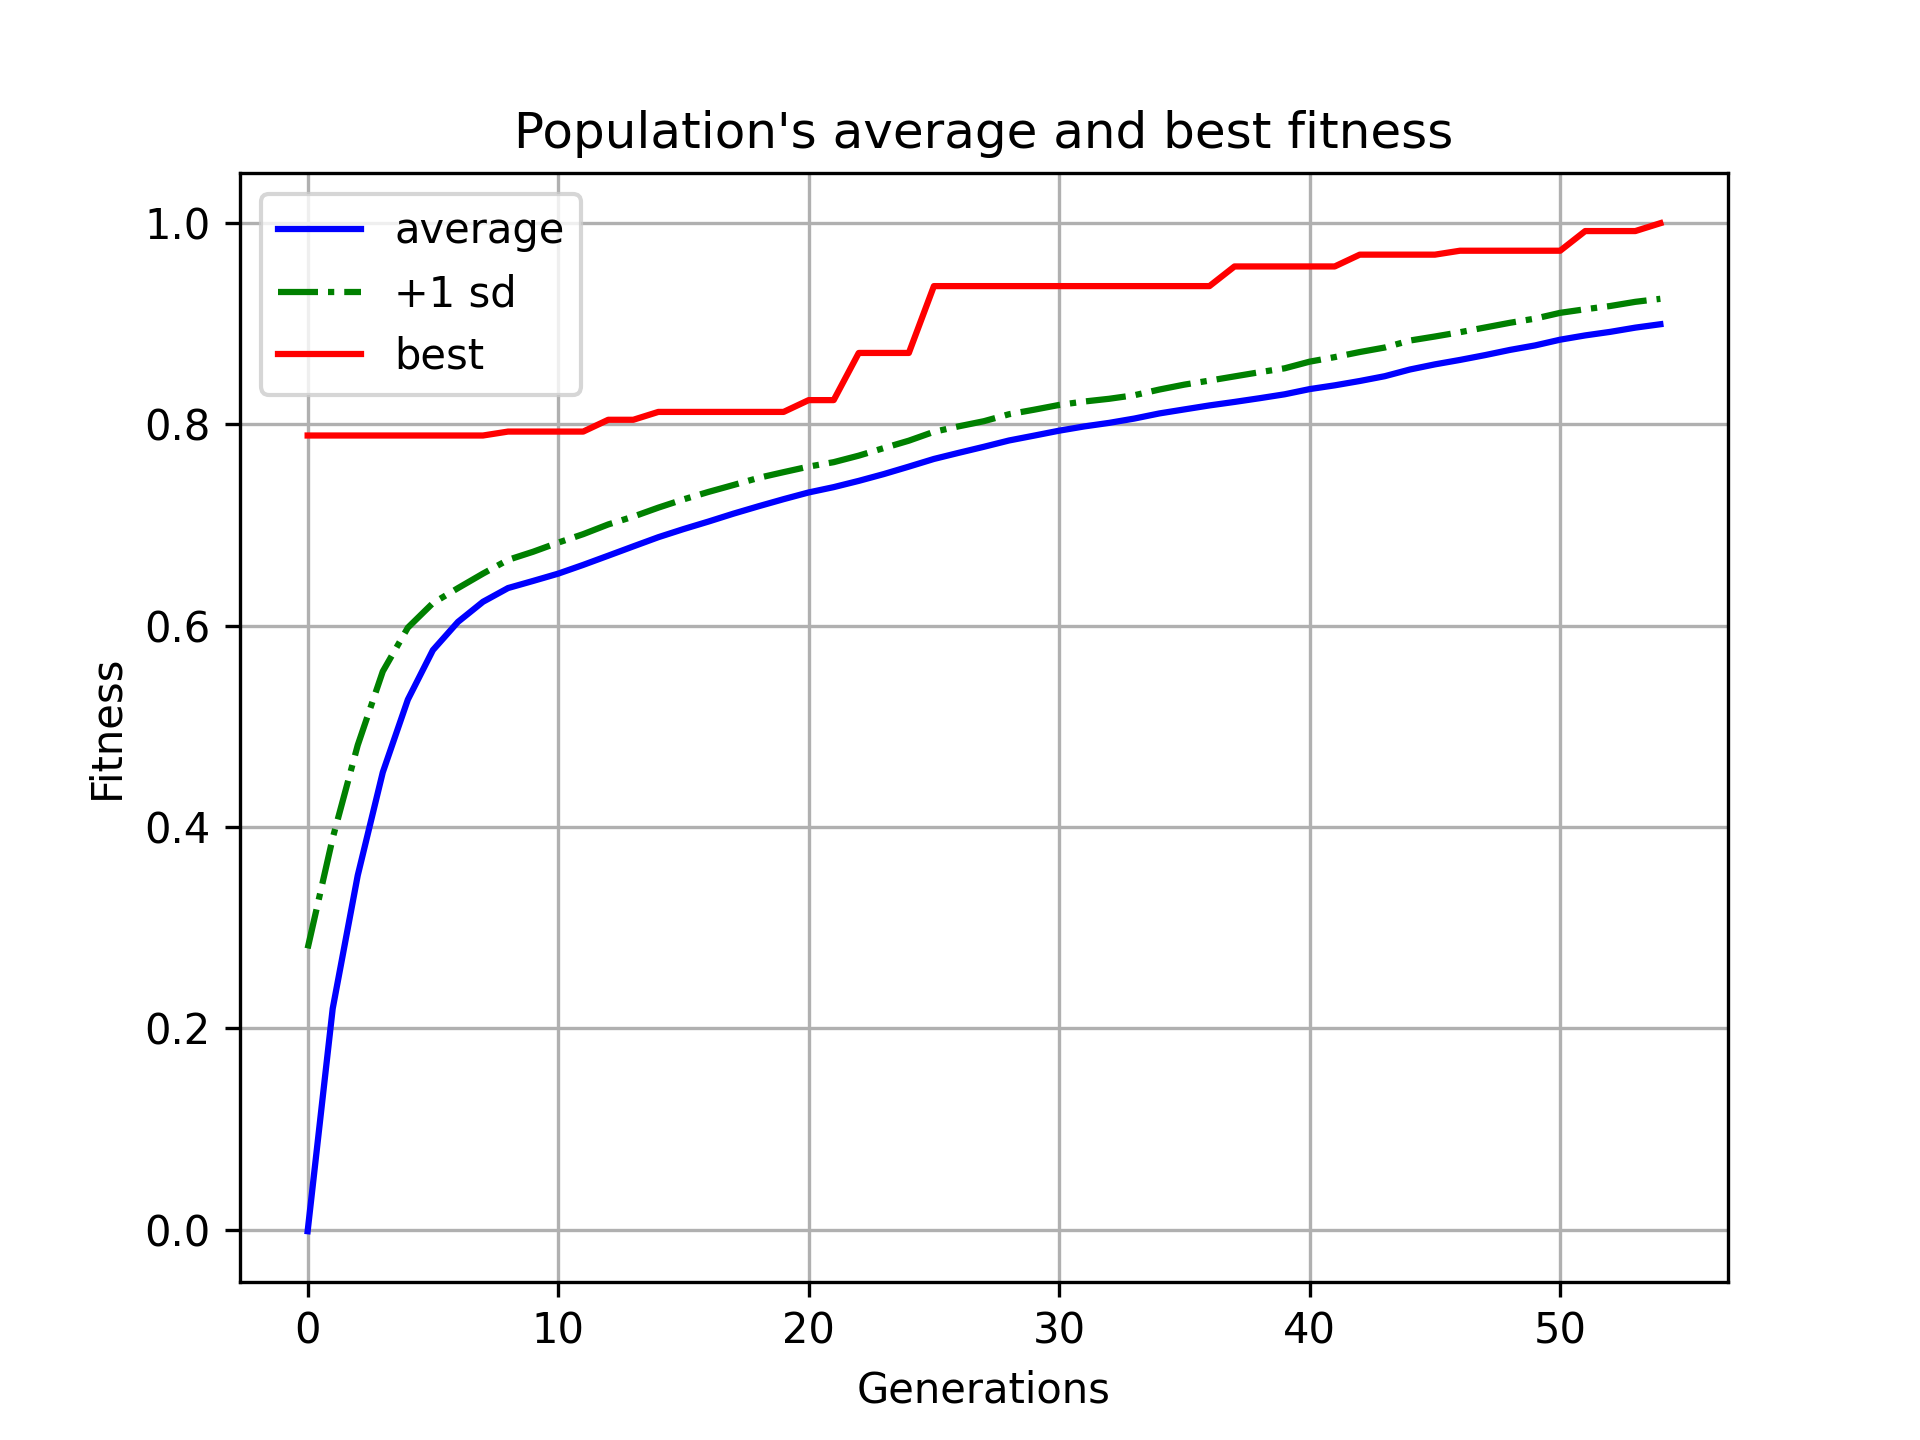 Population's average and best fitness
average
+1 sd
best
1.0
0.8
0.6
0.4
0.2
0.0
Fitness
0 10 20 30 40 50
Generations